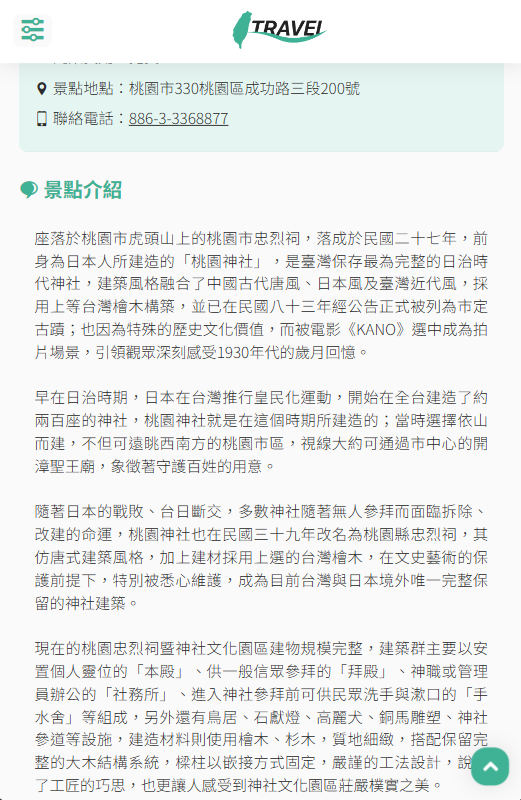 TRAVEL
景點地點：桃園市330桃園區成功路三段200號
聯絡電話：886-3-3368877
景點介紹
座落於桃園市虎頭山上的桃園市忠烈祠，落成於民國二十七年，前
身為日本人所建造的「桃園神社」，是臺灣保存最為完整的日治時
代神社，建築風格融合了中國古代唐風、日本風及臺灣近代風，採
用上等台灣檜木構築，並已在民國八十三年經公告正式被列為市定
古蹟；也因為特殊的歷史文化價值，而被電影《KANO》選中成為拍
片場景，引領觀眾深刻感受1930年代的歲月回憶。
早在日治時期，日本在台灣推行皇民化運動，開始在全台建造了約
兩百座的神社，桃園神社就是在這個時期所建造的；當時選擇依山
而建，不但可遠眺西南方的桃園市區，視線大約可通過市中心的開
漳聖王廟，象徵著守護百姓的用意。
隨著日本的戰敗、台日斷交，多數神社隨著無人參拜而面臨拆除、
改建的命運，桃園神社也在民國三十九年改名為桃園縣忠烈祠，其
仿唐式建築風格，加上建材採用上選的台灣檜木，在文史藝術的保
護前提下，特別被悉心維護，成為目前台灣與日本境外唯一完整保
留的神社建築。
現在的桃園忠烈祠暨神社文化園區建物規模完整，建築群主要以安
置個人靈位的「本殿」、供一般信眾參拜的「拜殿」、神職或管理
員辦公的「社務所」、進入神社參拜前可供民眾洗手與漱口的「手
水舍」等組成，另外還有鳥居、石獻燈、高麗犬、銅馬雕塑、神社
參道等設施，建造材料則使用檜木、杉木，質地細緻，搭配保留完
整的大木結構系統，樑柱以嵌接方式固定，嚴謹的工法設計，說
了工匠的巧思，也更讓人感受到神社文化園區莊嚴樸實之美。